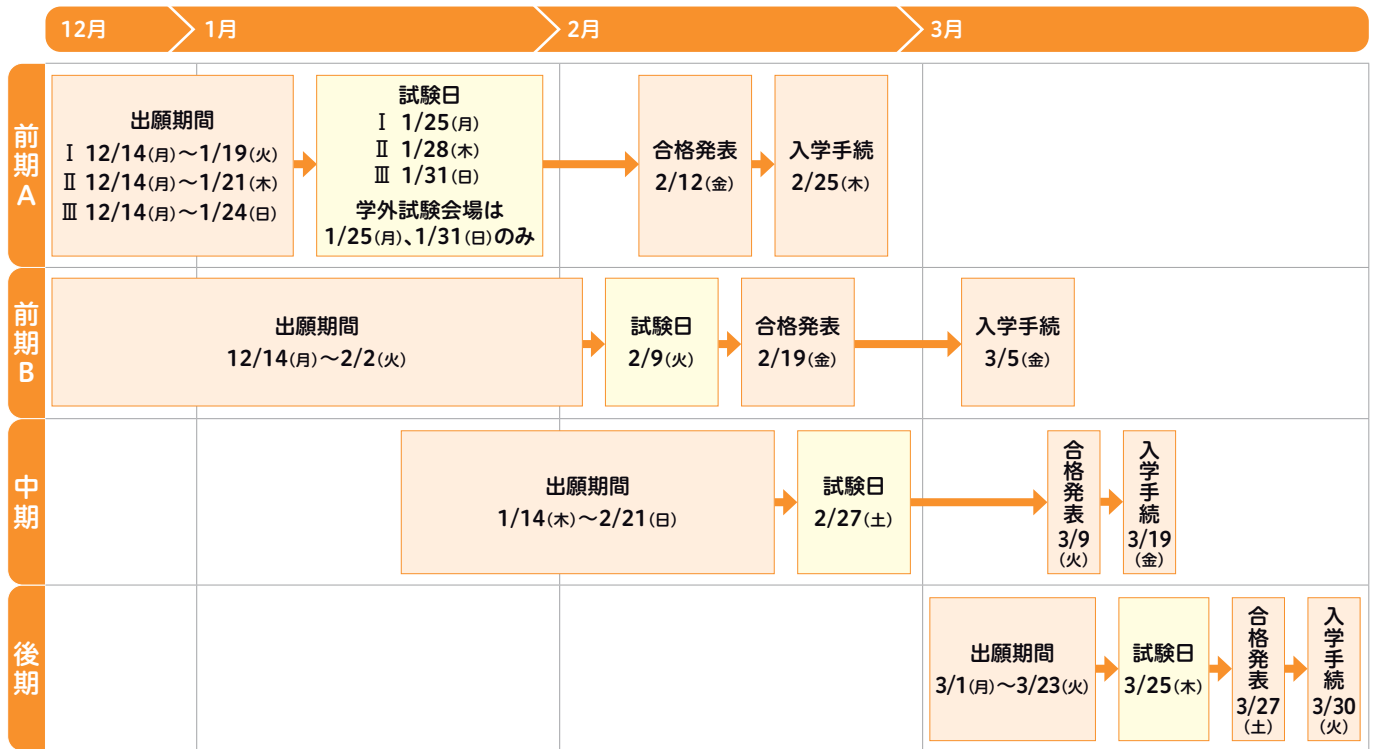 12月
1月
2月
3月
前期A
出願期間
Ⅰ 12/14(月)～1/19(火)
Ⅱ 12/14(月)～1/21(木)
Ⅲ 12/14(月)～1/24(日)
試験日
Ⅰ 1/25(月)
Ⅱ 1/28(木)
Ⅲ 1/31(日)
学外試験会場は
1/25(月)、1/31(日)のみ
合格発表
2/12(金)
入学手続
2/25(木)
前期B
出願期間
12/14(月)～2/2(火)
試験日
2/9(火)
合格発表
2/19(金)
入学手続
3/5(金)
中期
出願期間
1/14(木)～2/21(日)
試験日
2/27(土)
合格発表
3/9
(火)
入学手続
3/19
(金)
後期
出願期間
3/1(月)～3/23(火)
試験日
3/25(木)
合格発表
3/27
(土)
入学手続
3/30
(火)